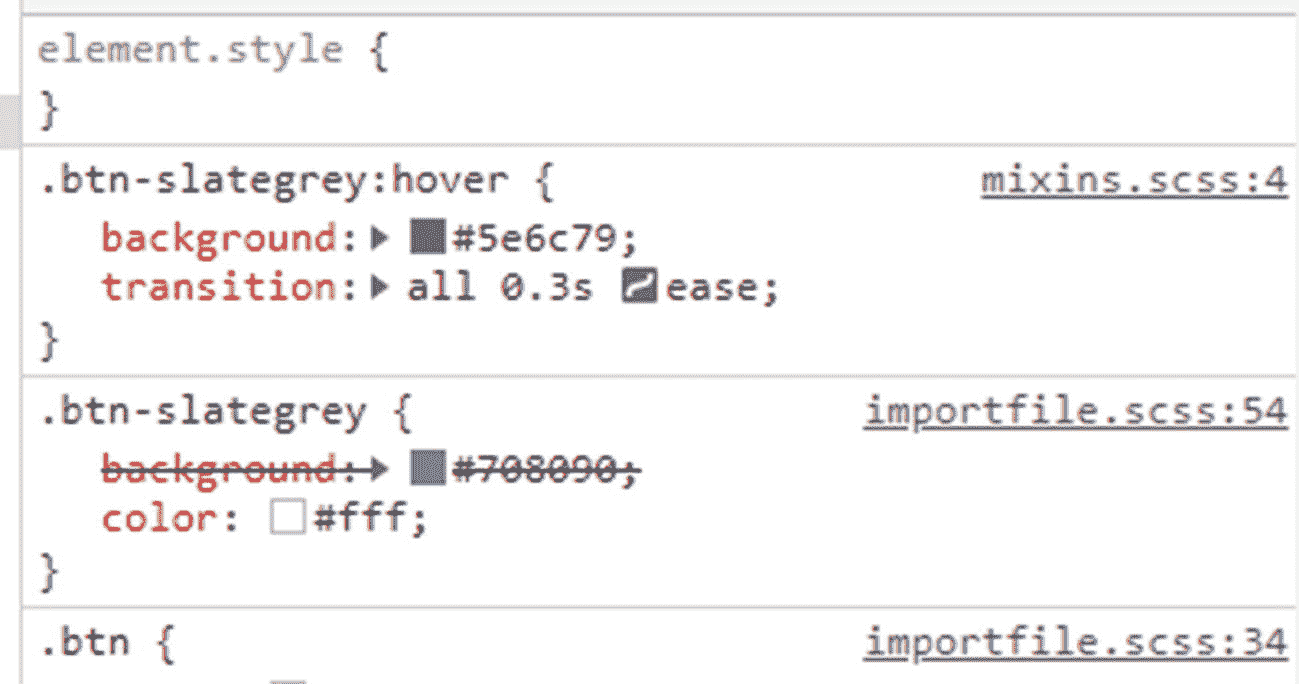 element.style {
}
.btn-slategrey:hover { mixins.scss:4
background: #5e6c79;
transition: all 0.3s ease;
}
.btn-slategrey { importfile.scss:54
background: #708090;
color: #fff;
}
.btn { importfile.scss:34